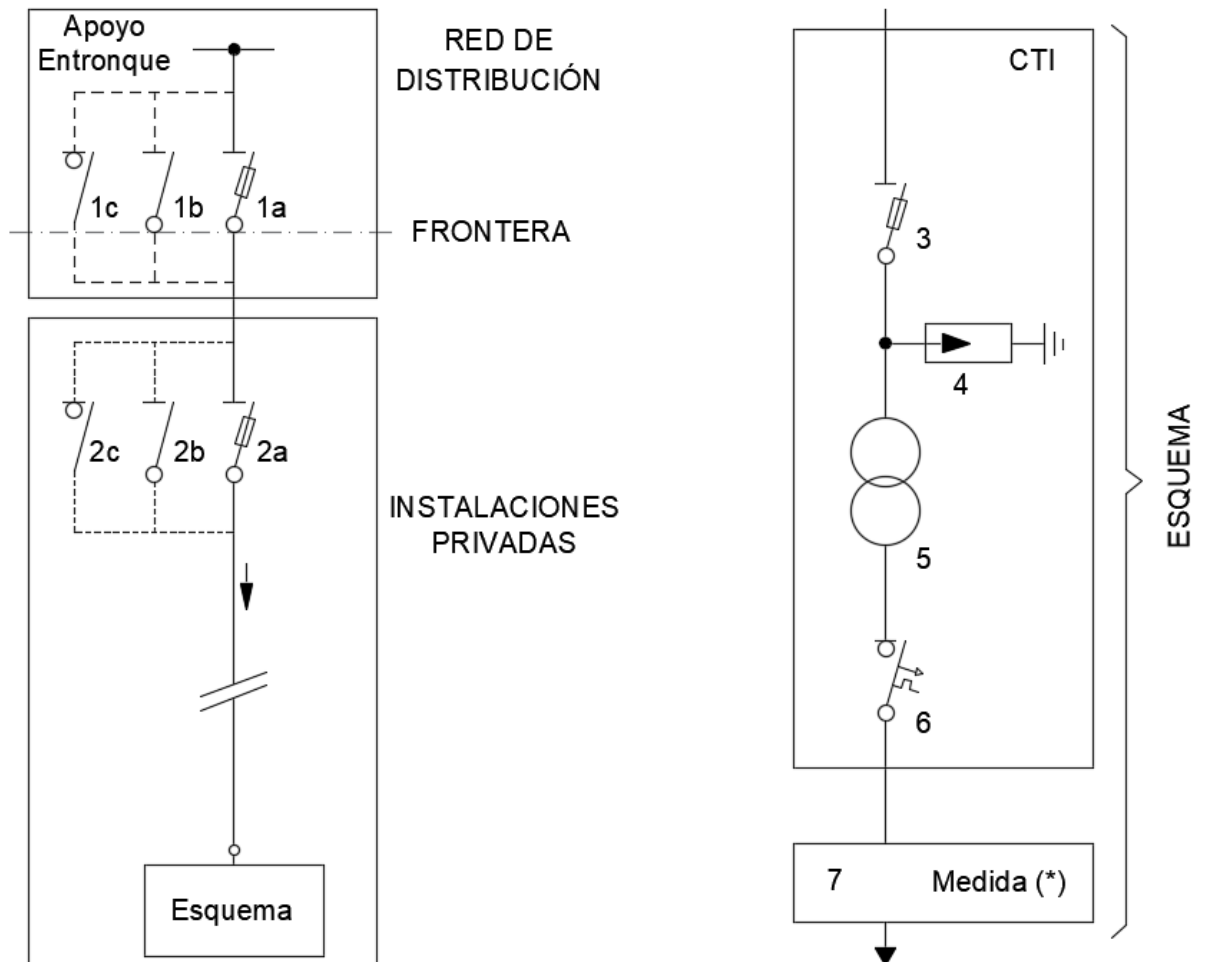 Apoyo
Entronque
RED DE
DISTRIBUCIÓN
1c
1b
1a
FRONTERA
2c
2b
2a
INSTALACIONES
PRIVADAS
Esquema
CTI
3
4
5
6
7
Medida (*)
ESQUEMA